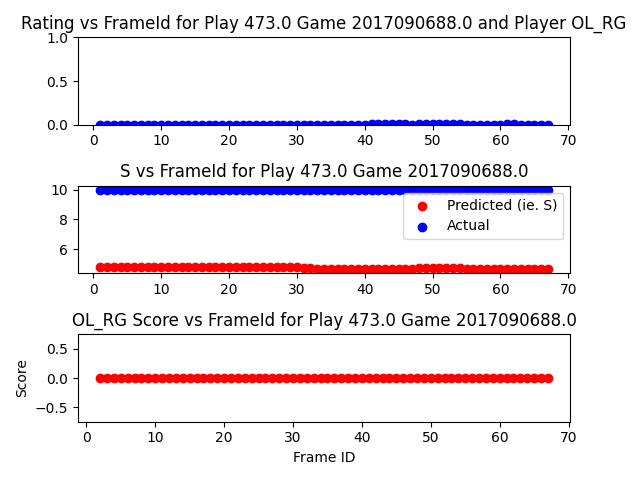 Rating vs FrameId for Play 473.0 Game 2017090688.0 and Player OL_RG
1.0
0.5
0.0
0 10 20 30 40 50 60 70
S vs FrameId for Play 473.0 Game 2017090688.0
10
8
6
Predicted (ie. S)
Actual
0 10 20 30 40 50 60 70
OL_RG Score vs FrameId for Play 473.0 Game 2017090688.0
Score
0.5
0.0
−0.5
0 10 20 30 40 50 60 70
Frame ID